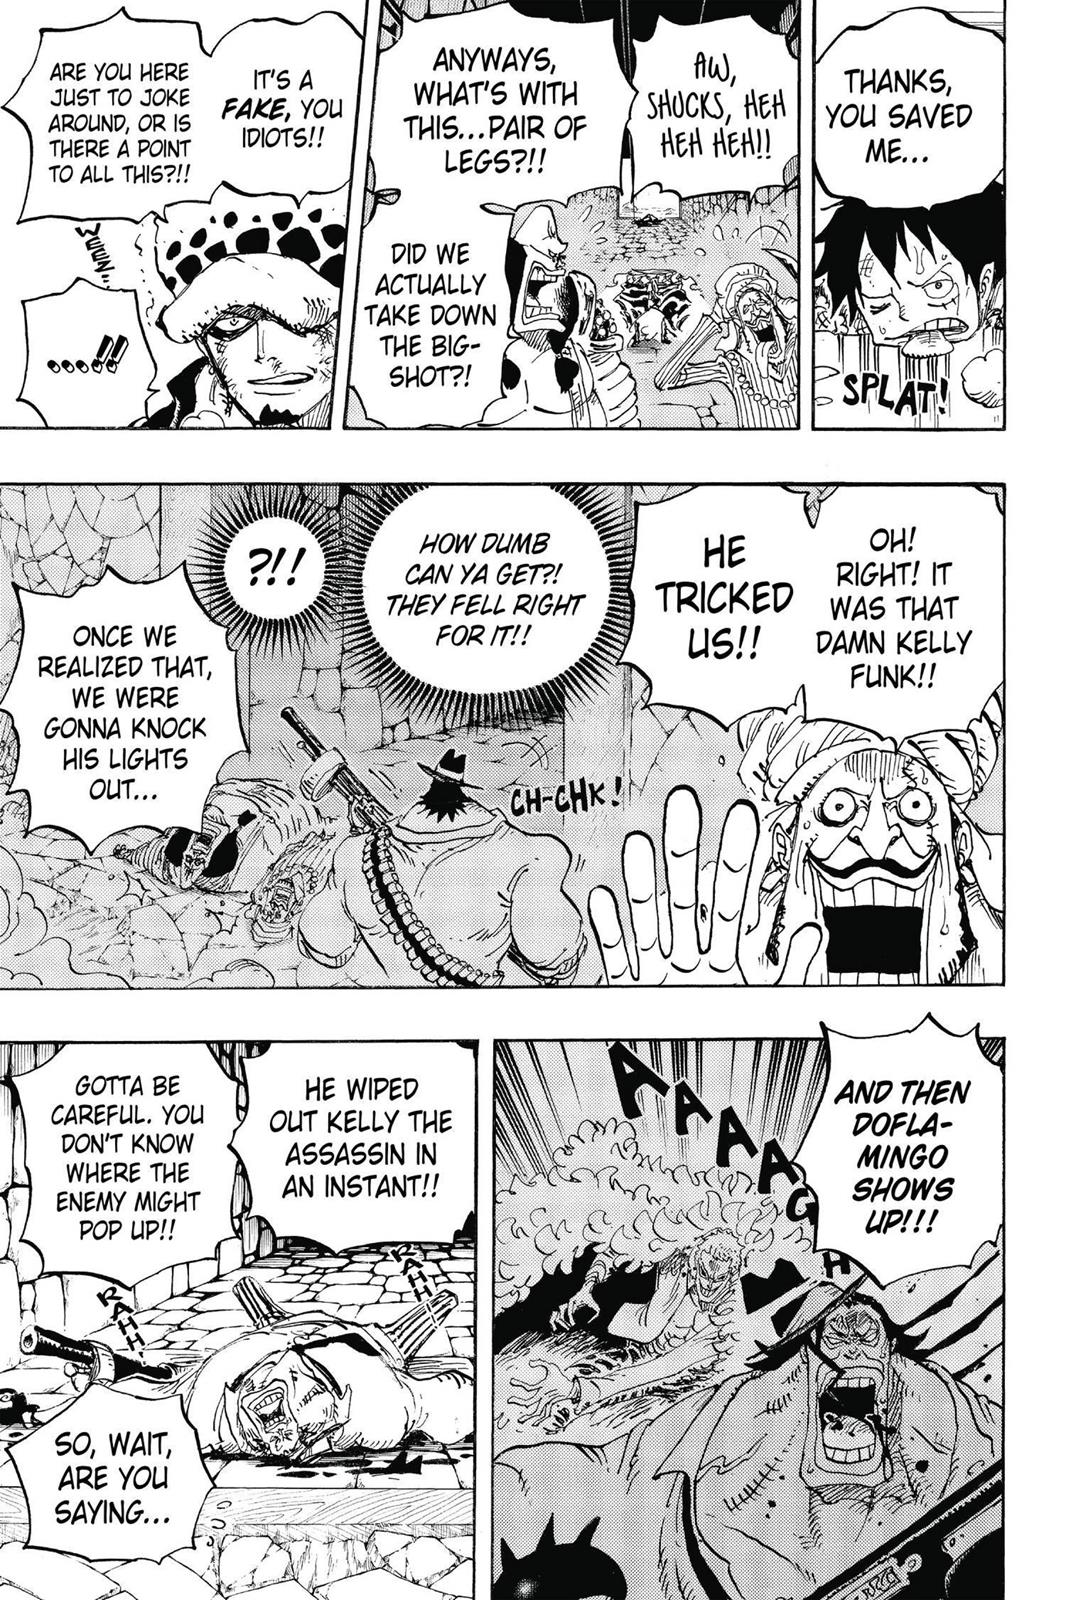 THANKS,
YOU SAVED
ME...
SPLAT!
AW,
SHUCKS, HEH
HEH HEH!!
ANYWAYS,
WHAT'S WITH
THIS...PAIR OF
LEGS?!!
DID WE
ACTUALLY
TAKE DOWN
THE BIG-
SHOT?!
IT'S A
FAKE, YOU
IDIOTS!!
ARE YOU HERE
JUST TO JOKE
AROUND, OR IS
THERE A POINT
TO ALL THIS?!!
WEEZ..
.....!!
OH!
RIGHT! IT
WAS THAT
DAMN KELLY
FUNK!!
HE
TRICKED
US!!
HOW DUMB
CAN YA GET?!
THEY FELL RIGHT
FOR IT!!
CH-CHK!
?!!
ONCE WE
REALIZED THAT,
WE WERE
GONNA KNOCK
HIS LIGHTS
OUT...
AND THEN
DOFLA-
MINGO
SHOWS
UP!!!
AAAAAGH
HE WIPED
OUT KELLY THE
ASSASSIN IN
AN INSTANT!!
RAHH
GOTTA BE
CAREFUL. YOU
DON'T KNOW
WHERE THE
ENEMY MIGHT
POP UP!!
RAHH
SO, WAIT,
ARE YOU
SAYING...